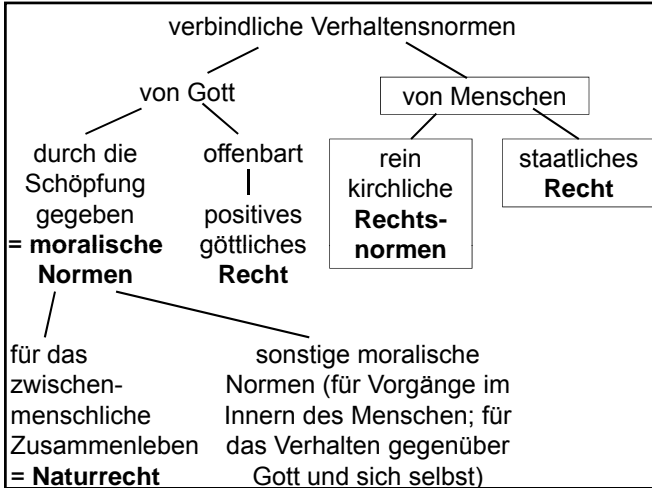 verbindliche Verhaltensnormen
von Gott
von Menschen
durch die
Schöpfung
gegeben
= moralische
Normen
offenbart
positives
göttliches
Recht
rein
kirchliche
Rechts-
normen
staatliches
Recht
für das
zwischen-
menschliche
Zusammenleben
= Naturrecht
sonstige moralische
Normen (für Vorgänge im
Innern des Menschen; für
das Verhalten gegenüber
Gott und sich selbst)